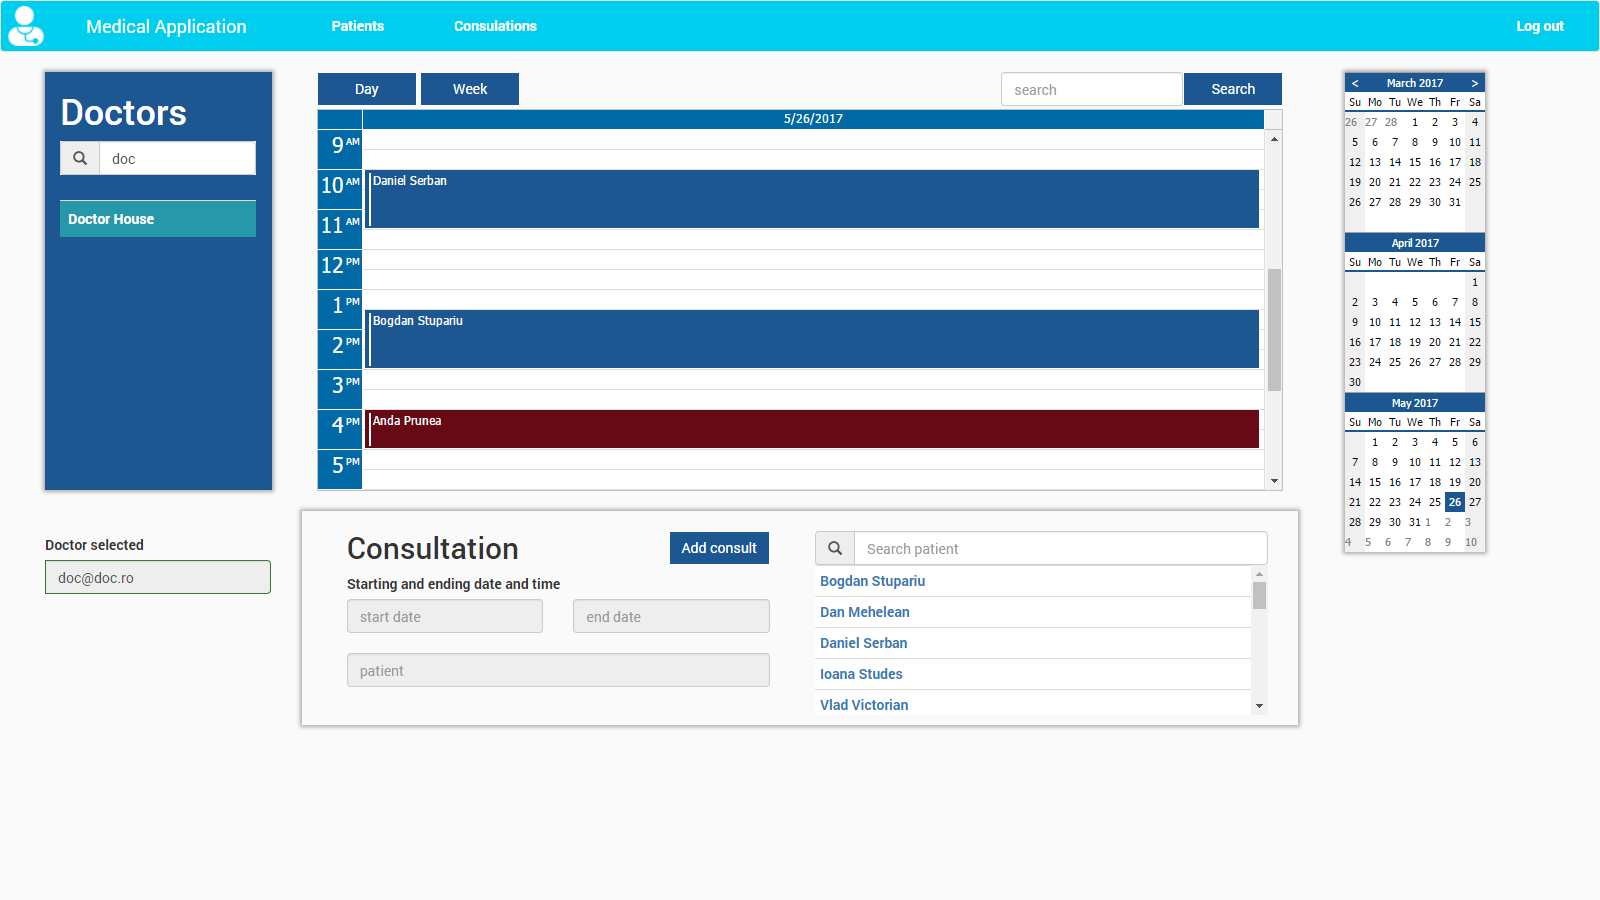 Medical Application Patients Consulations Log out
Doctors
doc
Doctor House
Doctor selected
doc@doc.ro
Day Week search Search
5/26/2017
9 AM
10 AM Daniel Serban
11 AM
12 PM
1 PM
Bogdan Stupariu
2 PM
3 PM
4 PM Anda Prunea
5 PM
Consultation Add consult
Starting and ending date and time
start date end date
patient
Search patient
Bogdan Stupariu
Dan Mehelean
Daniel Serban
Ioana Studes
Vlad Victorian
< March 2017 >
Su Mo Tu We Th Fr Sa
26 27 28 1 2 3 4
5 6 7 8 9 10 11
12 13 14 15 16 17 18
19 20 21 22 23 24 25
26 27 28 29 30 31
April 2017
Su Mo Tu We Th Fr Sa
1
2 3 4 5 6 7 8
9 10 11 12 13 14 15
16 17 18 19 20 21 22
23 24 25 26 27 28 29
30
May 2017
Su Mo Tu We Th Fr Sa
1 2 3 4 5 6
7 8 9 10 11 12 13
14 15 16 17 18 19 20
21 22 23 24 25 26 27
28 29 30 31 1 2 3
4 5 6 7 8 9 10